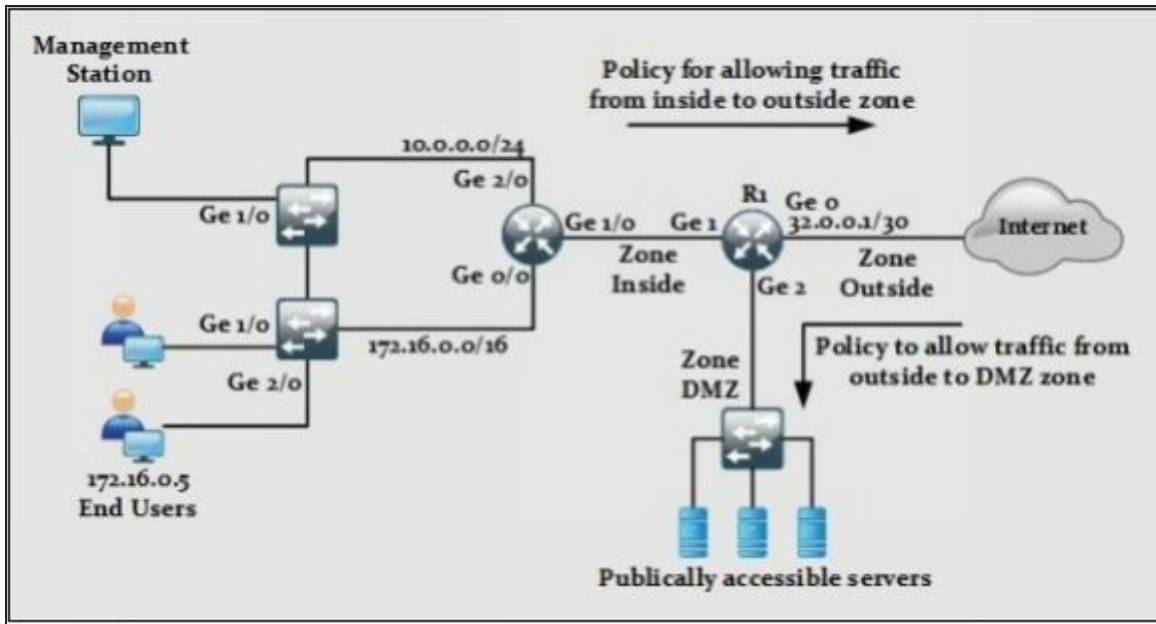 Management
Station
Policy for allowing traffic
from inside to outside zone
10.0.0.0/24
Ge 2/0
Ge 1/0
R1
Ge 0
32.0.0.1/30
Ge 1/0
Ge 1
Internet
Zone
Inside
Zone
Outside
Ge 0/0
Ge 2
Ge 1/0
172.16.0.0/16
Policy to allow traffic from
outside to DMZ zone
Zone
DMZ
Ge 2/0
172.16.0.5
End Users
Publically accessible servers